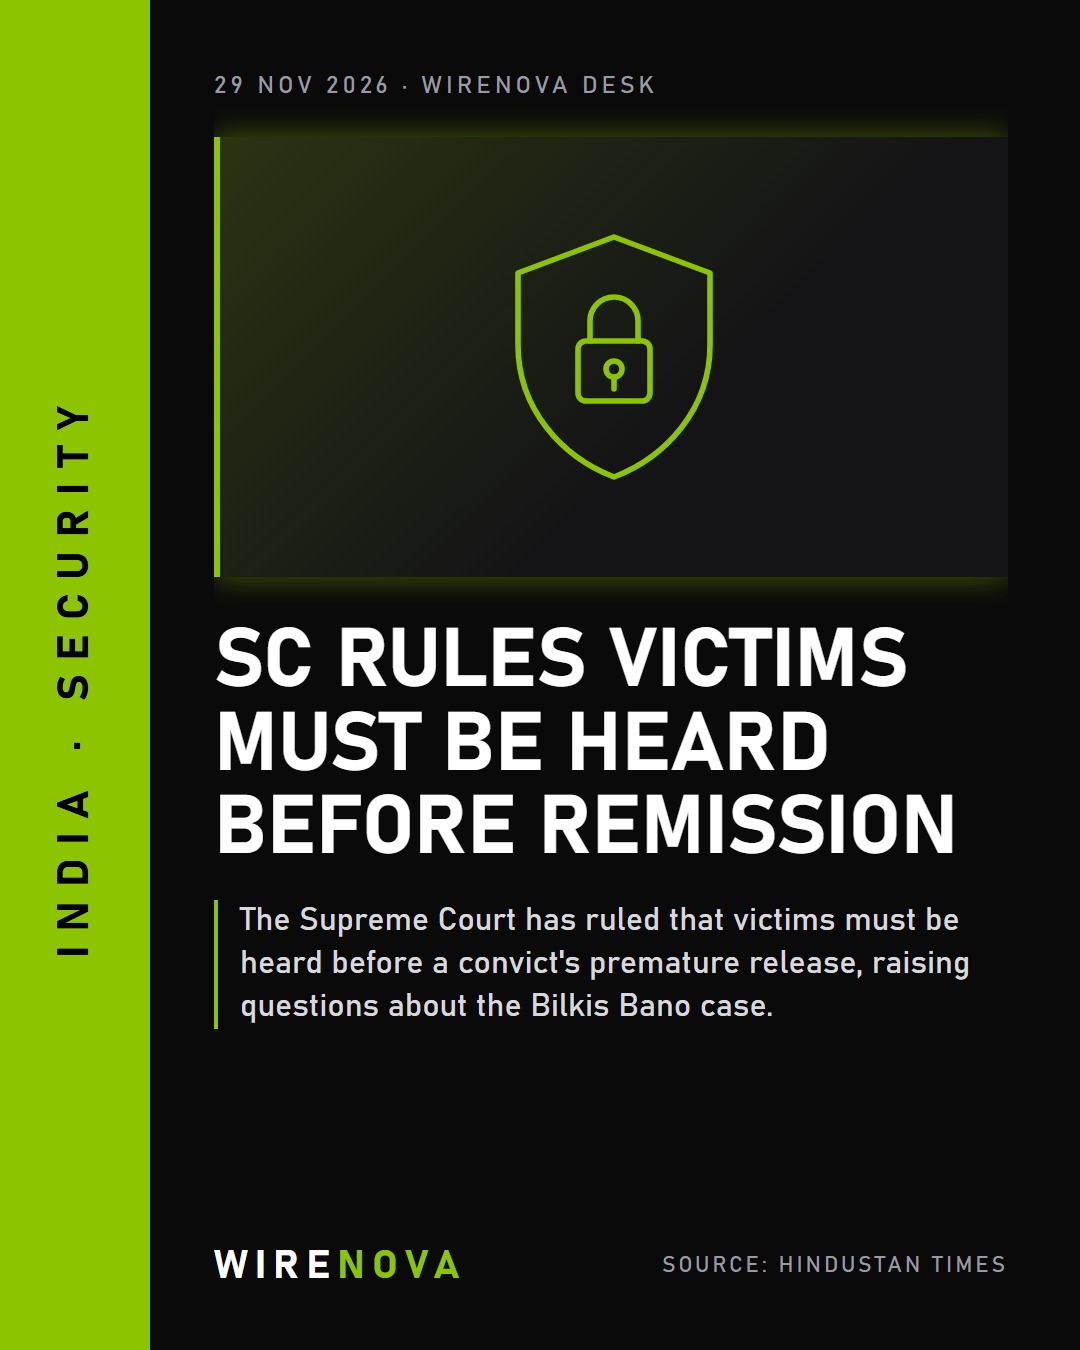 INDIA · SECURITY
29 NOV 2026 · WIRENOVA DESK
SC RULES VICTIMS
MUST BE HEARD
BEFORE REMISSION
The Supreme Court has ruled that victims must be
heard before a convict's premature release, raising
questions about the Bilkis Bano case.
WIRENOVA
SOURCE: HINDUSTAN TIMES